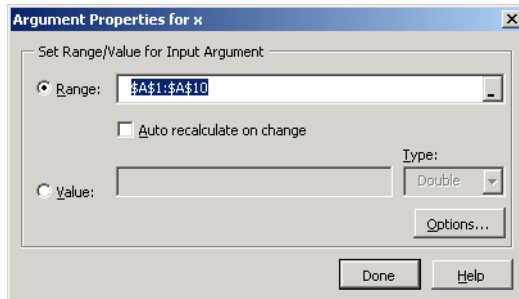 Argument Properties for x
Set Range/Value for Input Argument
Range:
$A$1:$A$10
Auto recalculate on change
Type:
Value:
Double
Options...
Done
Help